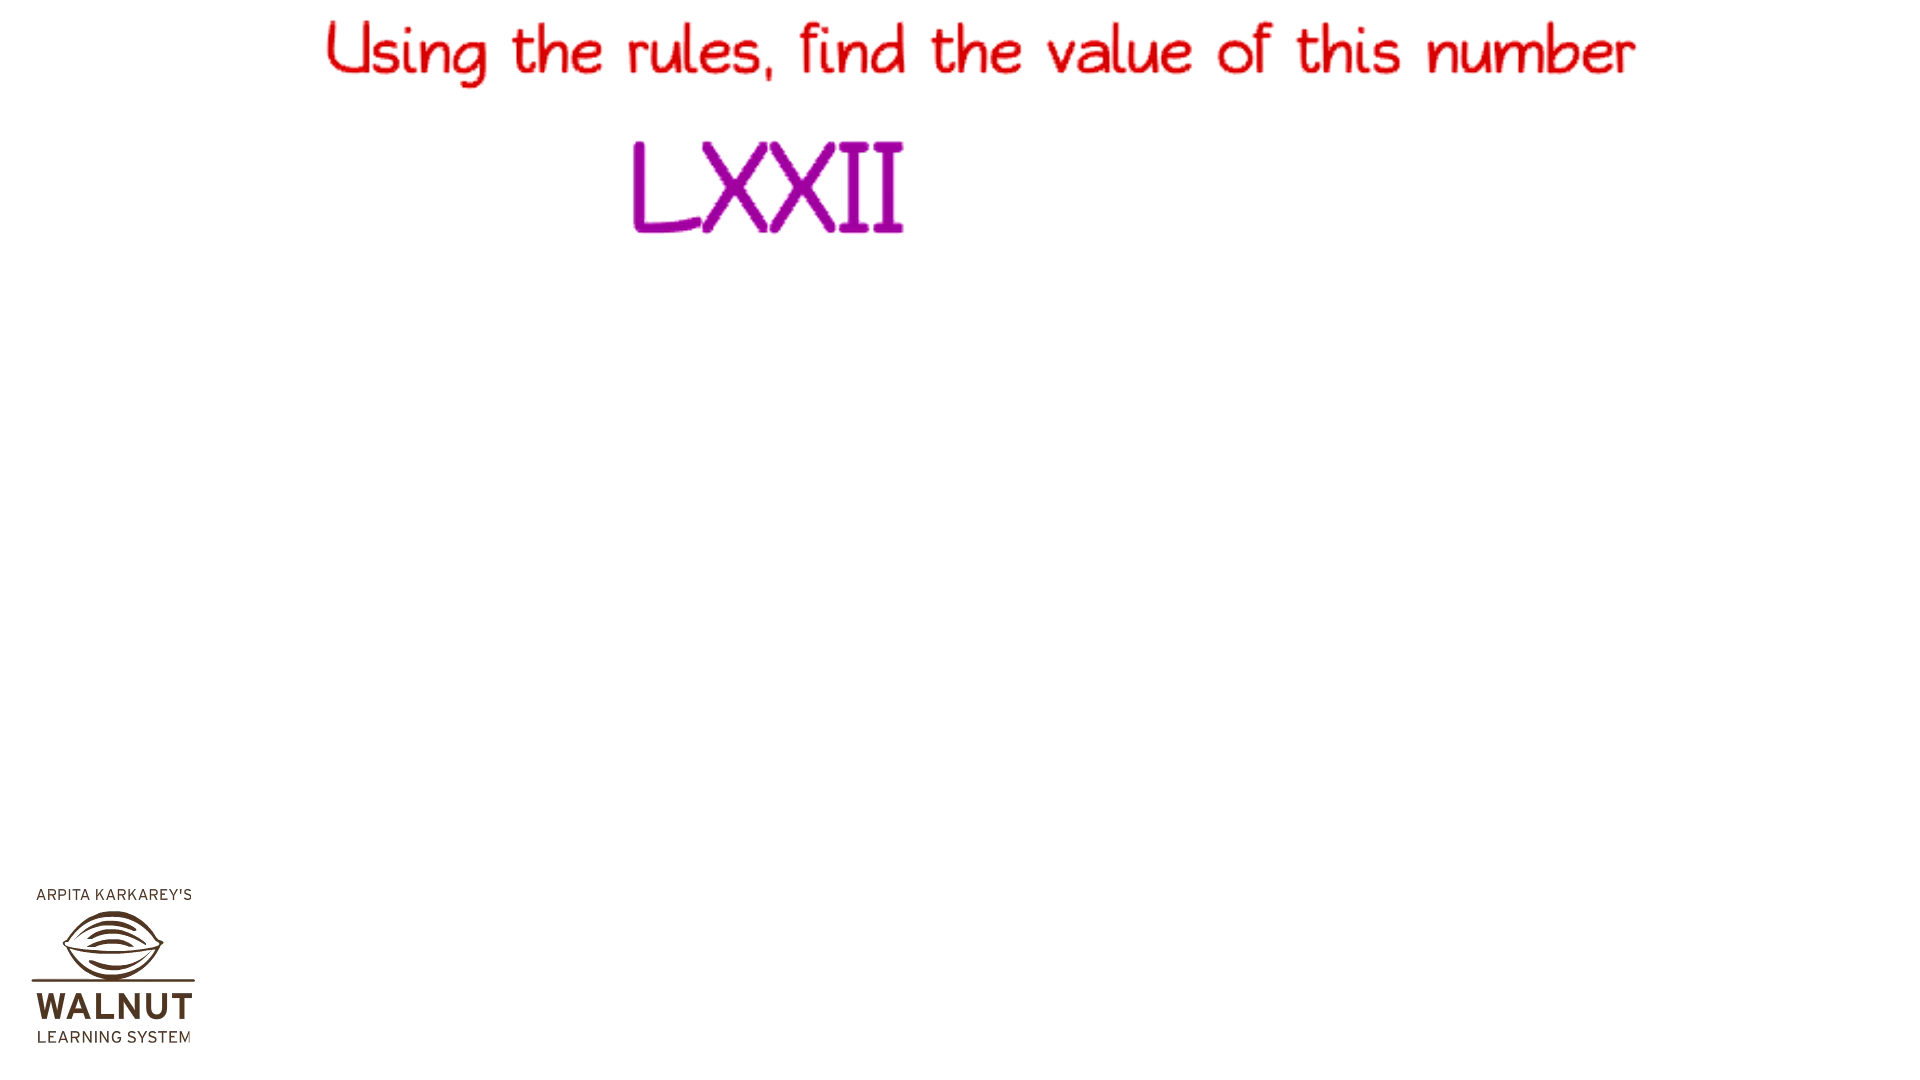 Using the rules, find the value of this number
LXXII
ARPITA KARKAREY'S
WALNUT
LEARNING SYSTEM